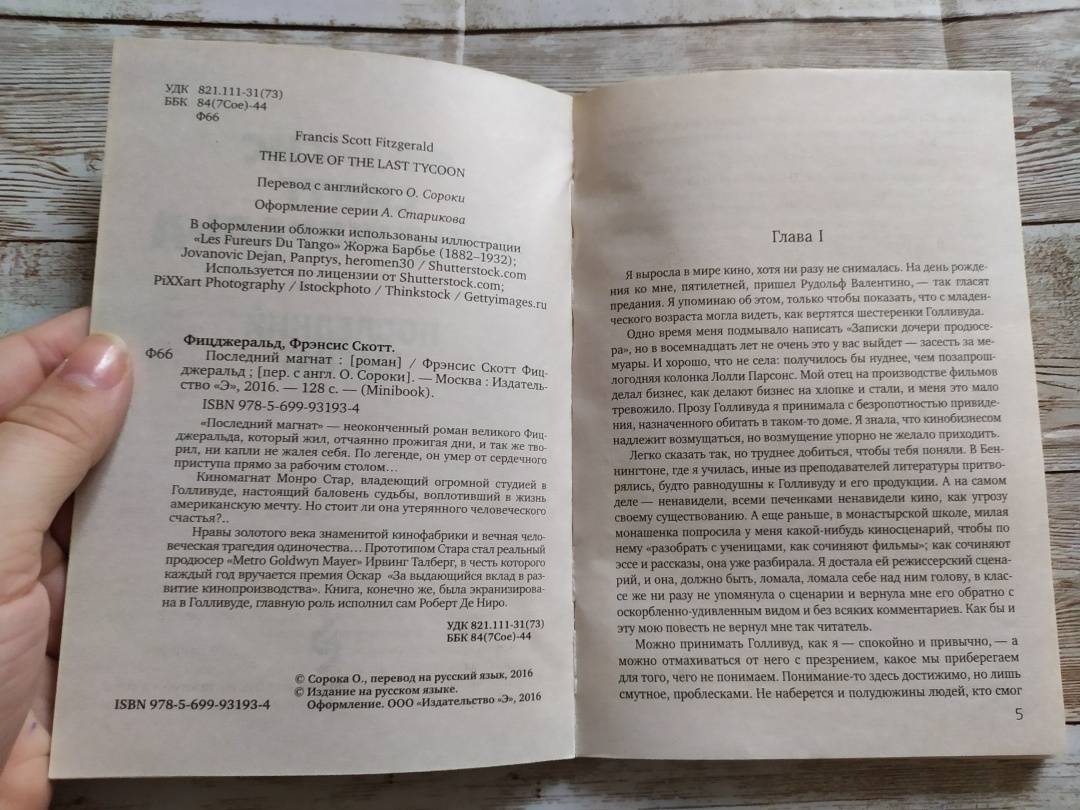 УДК 821.111-31(73)
ББК 84(7Сое)-44
Ф66
Francis Scott Fitzgerald
THE LOVE OF THE LAST TYCOON
Перевод с английского О. Сороки
Оформление серии А. Старикова
В оформлении обложки использованы иллюстрации
«Les Fureurs Du Tango» Жоржа Барбье (1882–1932);
Jovanovic Dejan, Panptys, heromen30 / Shutterstock.com
Используется по лицензии от Shutterstock.com;
PiXXart Photography / Istockphoto / Thinkstock / Gettyimages.ru
Фицджеральд, Фрэнсис Скотт.
Ф66 Последний магнат : [роман] / Фрэнсис Скотт Фиц-
джеральд ; [пер. с англ. О. Сороки]. — Москва : Издатель-
ство «Э», 2016. — 128 с. — (Minibook).
ISBN 978-5-699-93193-4
«Последний магнат» — неоконченный роман великого Фиц-
джеральда, который жил, отчаянно прожигая дни, и так же тво-
рил, ни капли не жалея себя. По легенде, он умер от сердечного
приступа прямо за рабочим столом…
Киномагнат Монро Стар, владеющий огромной студией в
Голливуде, настоящий баловень судьбы, воплотивший в жизнь
американскую мечту. Но стоит ли она утерянного человеческого
счастья?..
Нравы золотого века знаменитой кинофабрики и вечная чело-
веческая трагедия одиночества… Прототипом Стара стал реальный
продюсер «Metro Goldwyn Mayer» Ирвинг Талберг, в честь которого
каждый год вручается премия Оскар «За выдающийся вклад в раз-
витие кинопроизводства». Книга, конечно же, была экранизирова-
на в Голливуде, главную роль исполнил сам Роберт Де Ниро.
УДК 821.111-31(73)
ББК 84(7Сое)-44
© Сорока О., перевод на русский язык, 2016
© Издание на русском языке.
Оформление. ООО «Издательство «Э», 2016
ISBN 978-5-699-93193-4
Глава I
Я выросла в мире кино, хотя ни разу не снималась. На день рожде-
ния ко мне, пятилетней, пришел Рудольф Валентино, — так гласят
предания. Я упоминаю об этом, только чтобы показать, что с младен-
ческого возраста могла видеть, как вертятся шестеренки Голливуда.
Одно время меня подмывало написать «Записки дочери продюсе-
ра», но в восемнадцать лет не очень это у вас выйдет — засесть за ме-
муары. И хорошо, что не села: получилось бы нуднее, чем позапрош-
логодняя колонка Лолли Парсонс. Мой отец на производстве фильмов
делал бизнес, как делают бизнес на хлопке и стали, и меня это мало
тревожило. Прозу Голливуда я принимала с безропотностью привиде-
ния, назначенного обитать в таком-то доме. Я знала, что кинобизнесом
надлежит возмущаться, но возмущение упорно не желало приходить.
Легко сказать так, но труднее добиться, чтобы тебя поняли. В Бен-
нингтоне, где я училась, иные из преподавателей литературы притво-
рялись, будто равнодушны к Голливуду и его продукции. А на самом
деле — ненавидели, всеми печенками ненавидели кино, как угрозу
своему существованию. А еще раньше, в монастырской школе, милая
монашенка попросила у меня какой-нибудь киносценарий, чтобы по
нему «разобрать с ученицами, как сочиняют фильмы»; как сочиняют
эссе и рассказы, она уже разбирала. Я достала ей режиссерский сцена-
рий, и она, должно быть, ломала, ломала себе над ним голову, в клас-
се же ни разу не упомянула о сценарии и вернула мне его обратно с
оскорбленно-удивленным видом и без всяких комментариев. Как бы и
эту мою повесть не вернул мне так читатель.
Можно принимать Голливуд, как я — спокойно и привычно, — а
можно отмахиваться от него с презрением, какое мы приберегаем
для того, чего не понимаем. Понимание-то здесь достижимо, но лишь
смутное, проблесками. Не наберется и полудюжины людей, кто смог
5